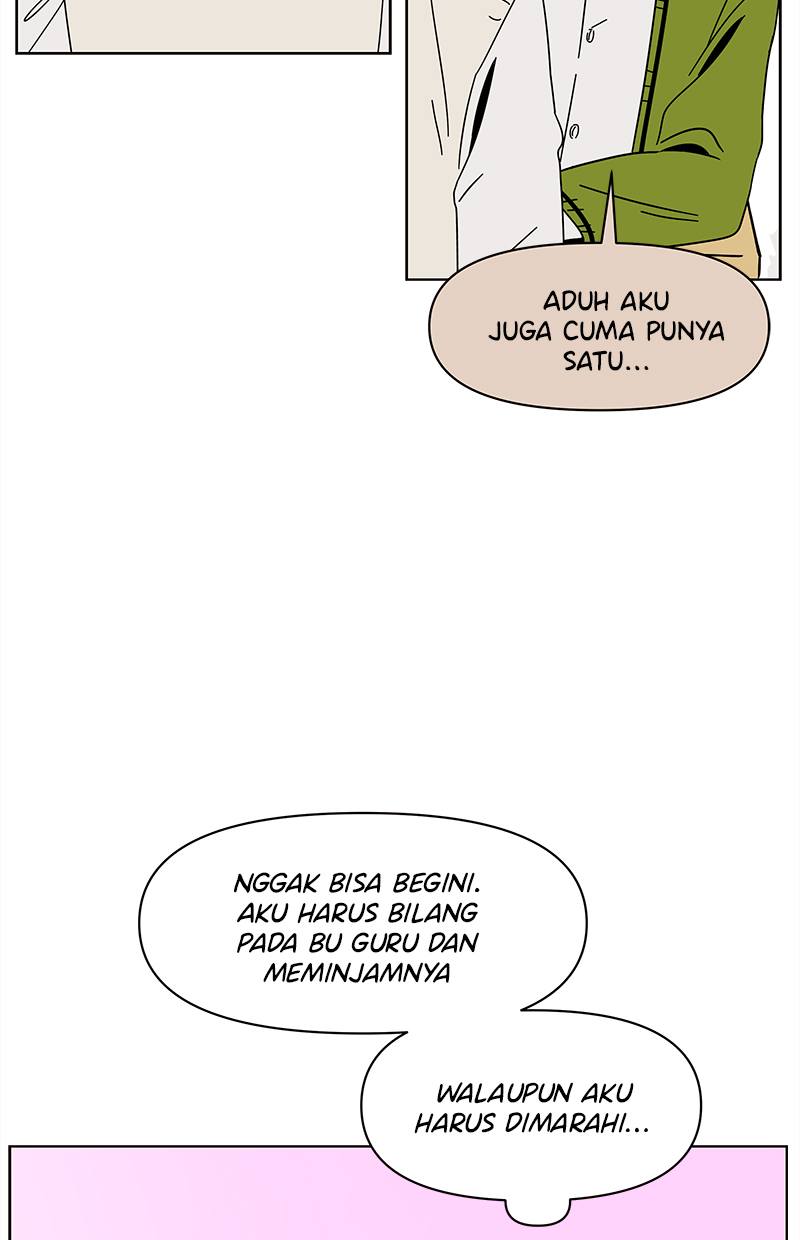 ADUH AKU
JUGA CUMA PUNYA
SATU...
NGGAK BISA BEGINI.
AKU HARUS BILANG
PADA BU GURU DAN
MEMINJAMNYA
WALAUPUN AKU
HARUS DIMARAHI...